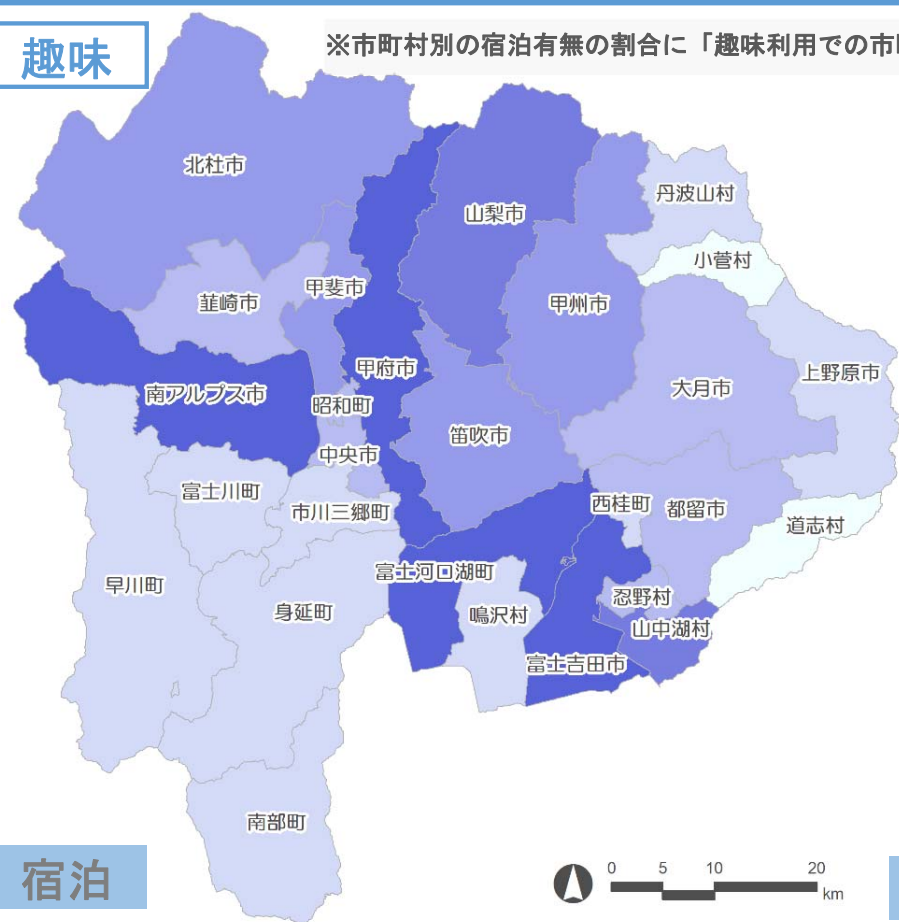 趣味
※市町村別の宿泊有無の割合に「趣味利用での市
北杜市
丹波山村
山梨市
小菅村
甲斐市
韮崎市
甲州市
甲府市
上野原市
大月市
南アルプス市
昭和町
笛吹市
中央市
富士川町
西桂町
都留市
市川三郷町
道志村
富士河口湖町
早川町
忍野村
身延町
鳴沢村
山中湖村
富士吉田市
南部町
宿泊
0 5 10 20
km